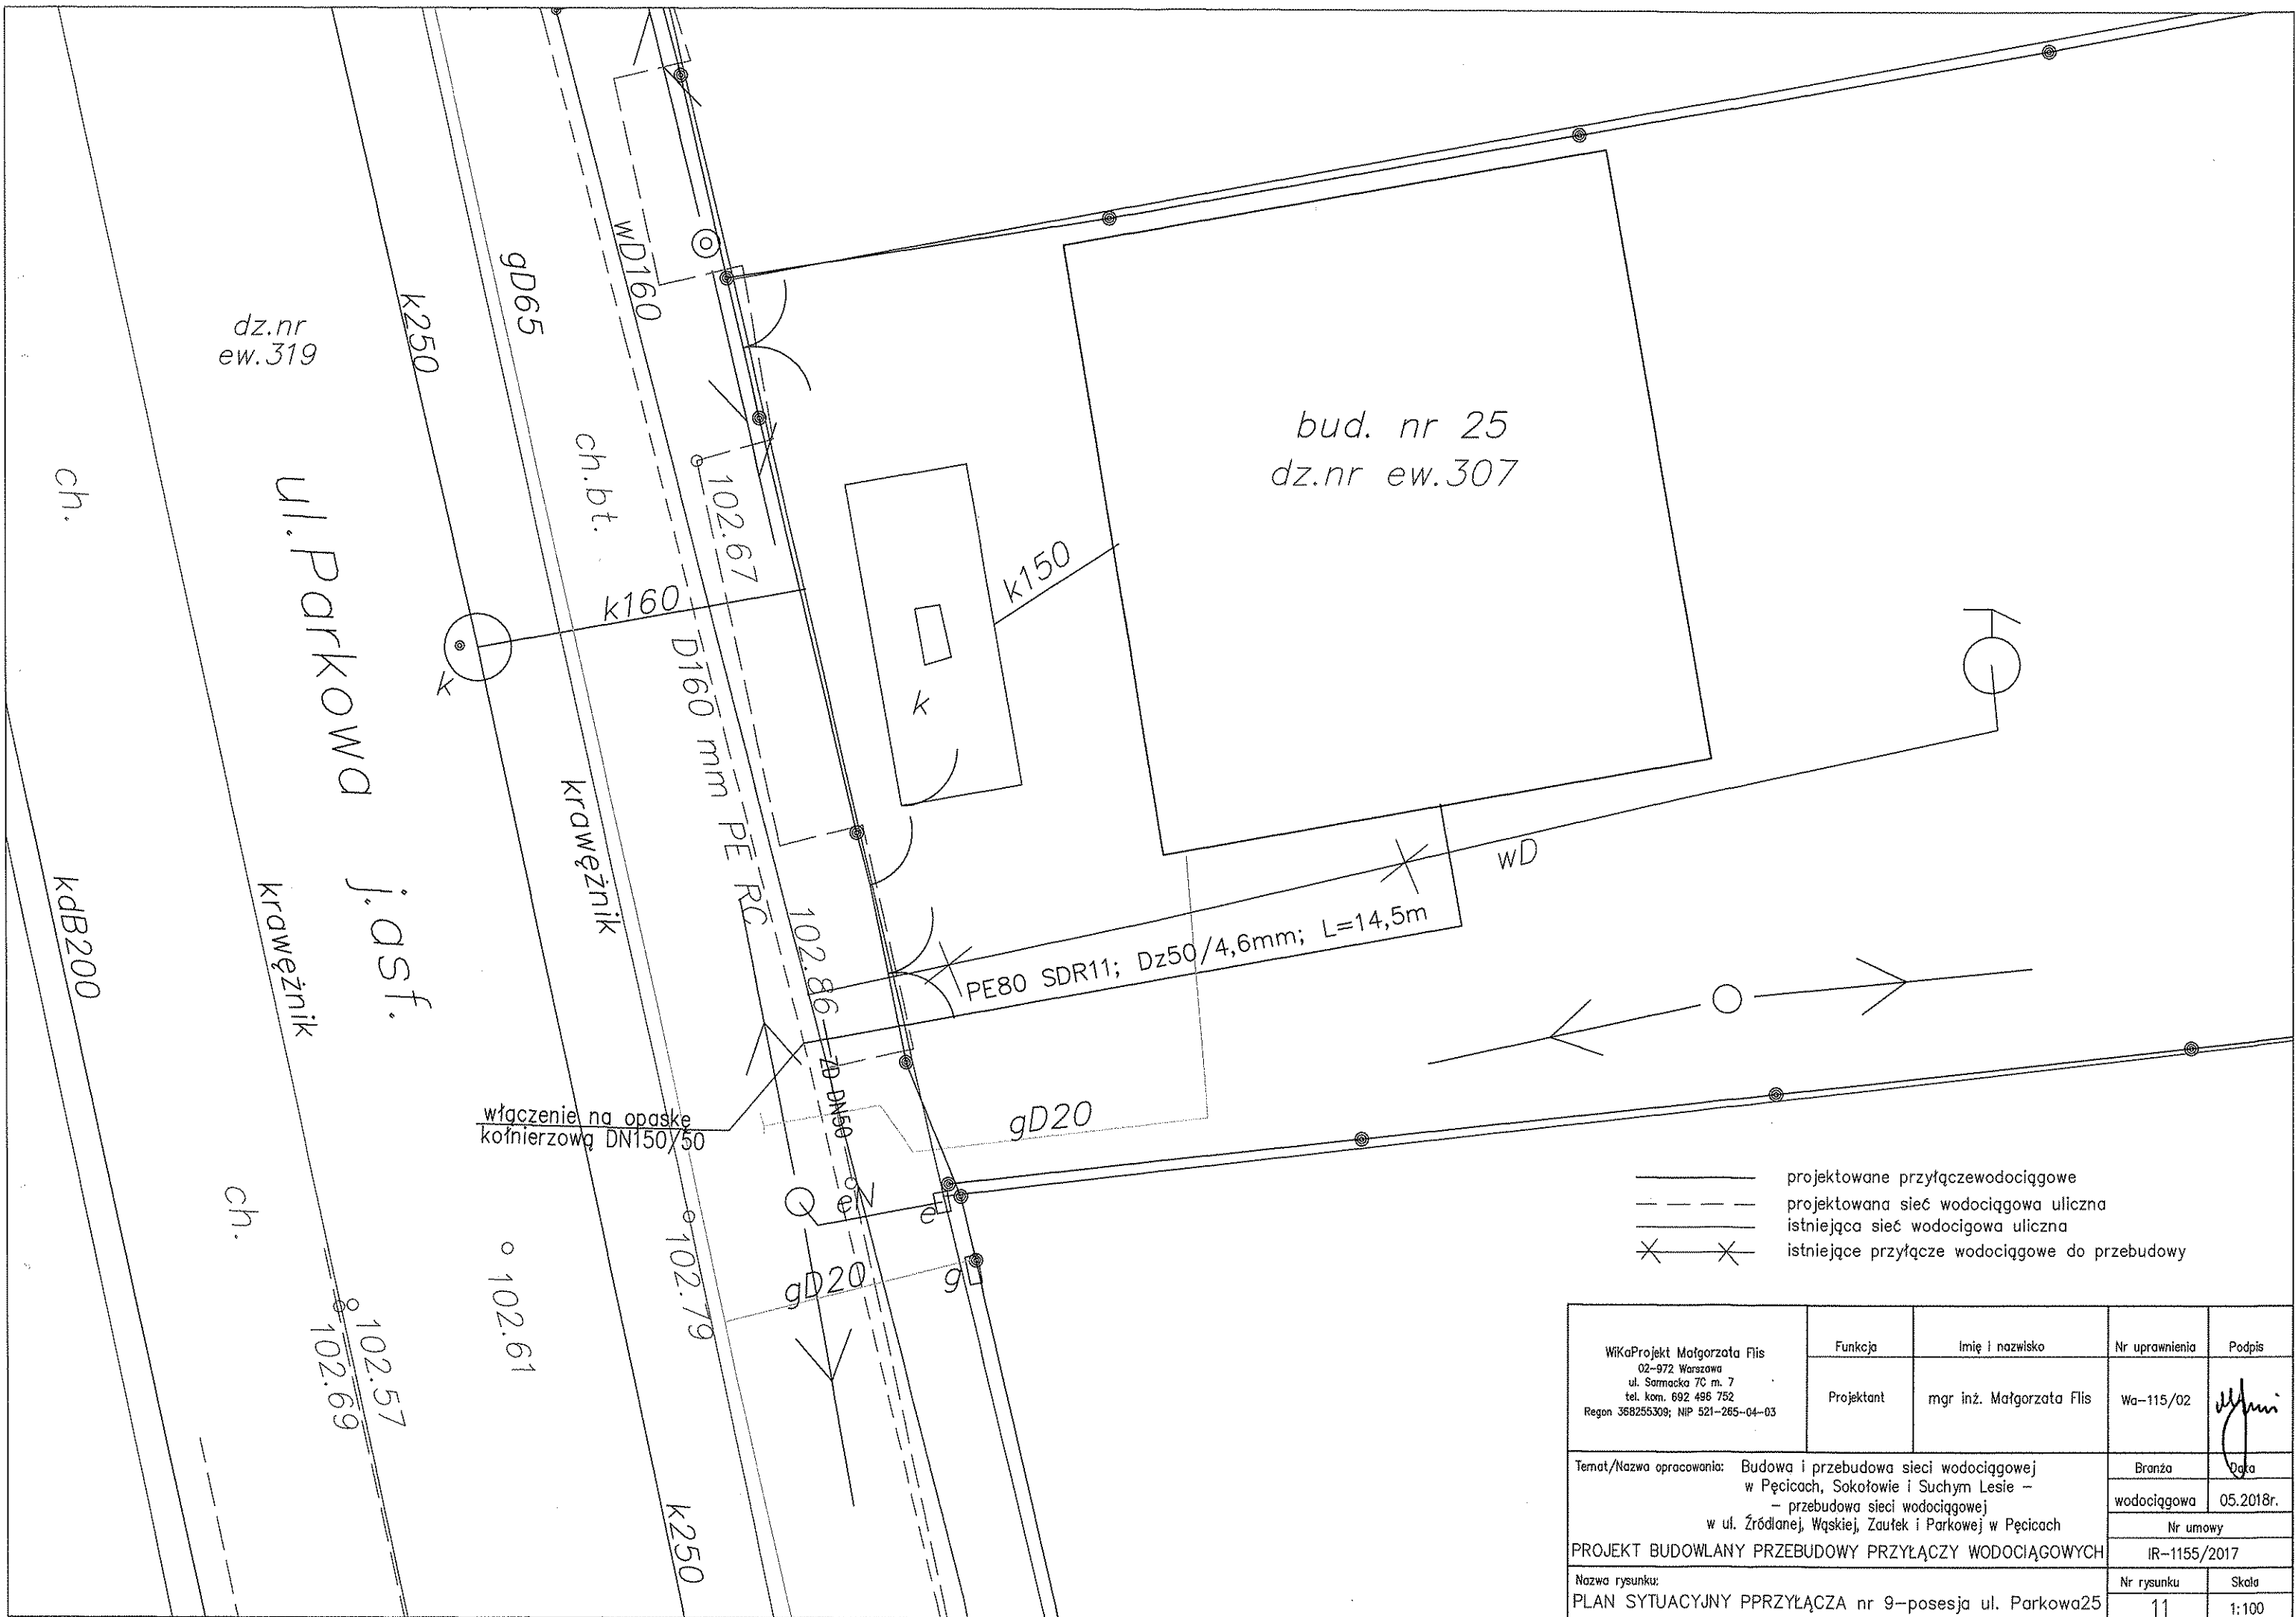 wD160
gD65
k250
dz.nr
ew.319
bud. nr 25
dz.nr ew.307
ch.bt.
ch.
ul.Parkowa
j.asf.
102.67
k150
k160
k
k
D160 mm PE RC
krawężnik
wD
kdB200
krawężnik
102.86
PE80 SDR11; Dz50/4,6mm; L=14,5m
ZD DN50
włączenie na opaskę
kołnierzową DN150/50
gD20
eN
e
ch.
102.79
102.61
gD20
g
102.57
102.69
k250
projektowane przyłączewodociągowe
projektowana sieć wodociągowa uliczna
istniejąca sieć wodocigowa uliczna
istniejące przyłącze wodociągowe do przebudowy
WiKaProjekt Małgorzata Flis
02-972 Warszawa
ul. Sarmacka 7C m. 7
tel. kom. 692 496 752
Regon 368255309; NIP 521-265-04-03
Funkcja
Imię i nazwisko
Nr uprawnienia
Podpis
Projektant
mgr inż. Małgorzata Flis
Wa-115/02
Temat/Nazwa opracowania: Budowa i przebudowa sieci wodociągowej
w Pęcicach, Sokołowie i Suchym Lesie –
– przebudowa sieci wodociągowej
w ul. Źródlanej, Wąskiej, Zaułek i Parkowej w Pęcicach
PROJEKT BUDOWLANY PRZEBUDOWY PRZYŁĄCZY WODOCIĄGOWYCH
Branża
Data
wodociągowa
05.2018r.
Nr umowy
IR-1155/2017
Nazwa rysunku:
PLAN SYTUACYJNY PPRZYŁĄCZA nr 9-posesja ul. Parkowa25
Nr rysunku
Skala
11
1:100